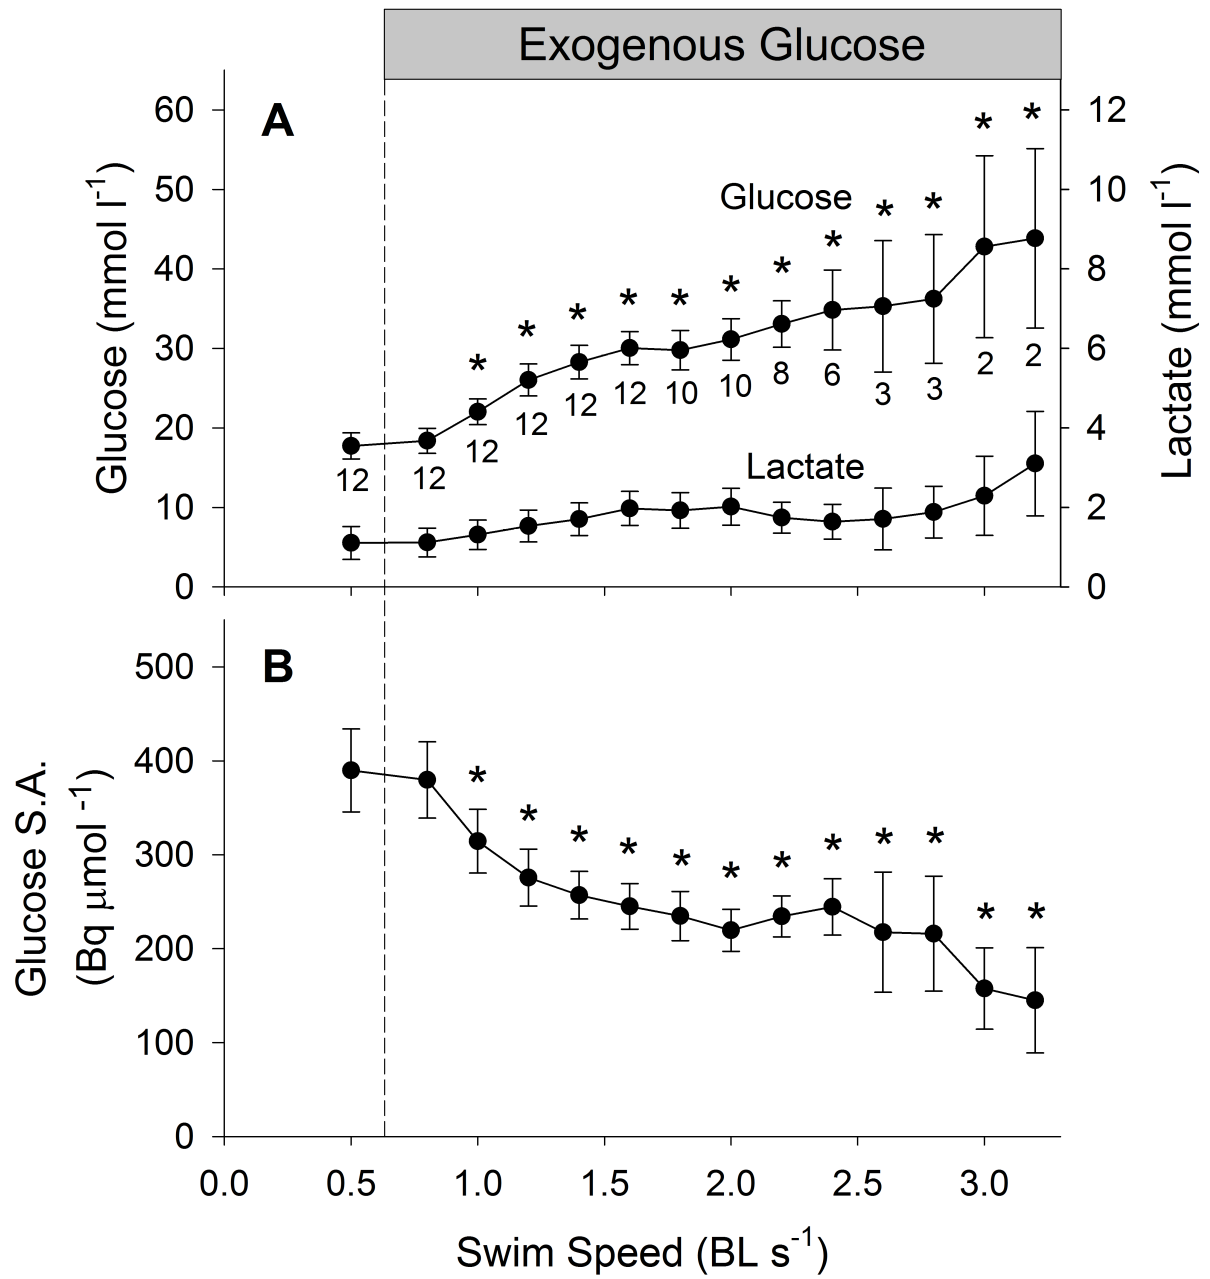 Exogenous Glucose
A
60 50 40 30 20 10 0
Glucose (mmol l-1)
12 10 8 6 4 2 0
Lactate (mmol l-1)
* * * * * * * * * * * * *
Glucose
12 12 12 12 12 12 10 10 8 6 3 3 2 2
Lactate
B
500 400 300 200 100 0
Glucose S.A.
(Bq μmol -1)
* * * * * * * * * * * *
0.0 0.5 1.0 1.5 2.0 2.5 3.0
Swim Speed (BL s-1)